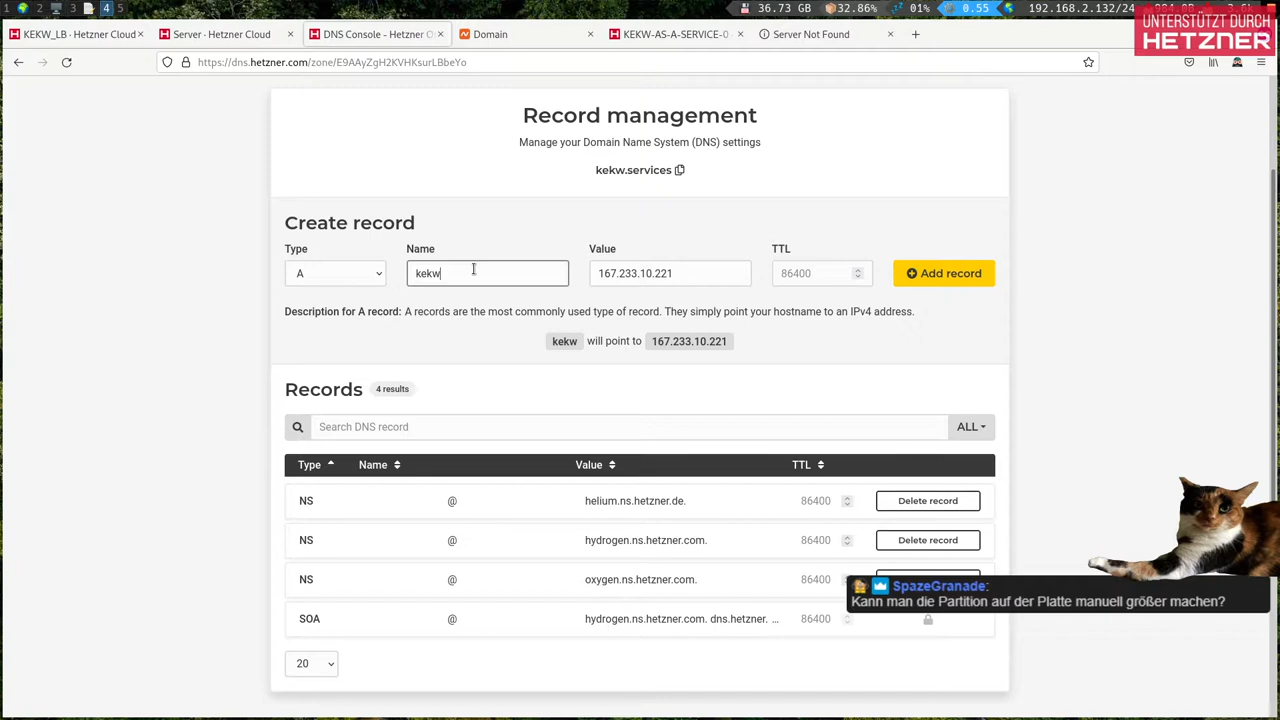 1 2 3 4 5 36.73 GB 32.86% 01% 0.55 192.168.2.132/24
UNTERSTÜTZT DURCH
HETZNER
KEKW_LB · Hetzner Cloud × Server · Hetzner Cloud × DNS Console - Hetzner O × Domain × KEKW-AS-A-SERVICE-0 × Server Not Found × +
https://dns.hetzner.com/zone/E9AAyZgH2KVHKsurLBbeYo
Record management
Manage your Domain Name System (DNS) settings
kekw.services
Create record
Type Name Value TTL
A kekw 167.233.10.221 86400 Add record
Description for A record: A records are the most commonly used type of record. They simply point your hostname to an IPv4 address.
kekw will point to 167.233.10.221
Records 4 results
Search DNS record ALL
Type Name Value TTL
NS @ helium.ns.hetzner.de. 86400 Delete record
NS @ hydrogen.ns.hetzner.com. 86400 Delete record
NS @ oxygen.ns.hetzner.com. 86400
SpazeGranade:
Kann man die Partition auf der Platte manuell größer machen?
SOA @ hydrogen.ns.hetzner.com. dns.hetzner. ... 86400
20